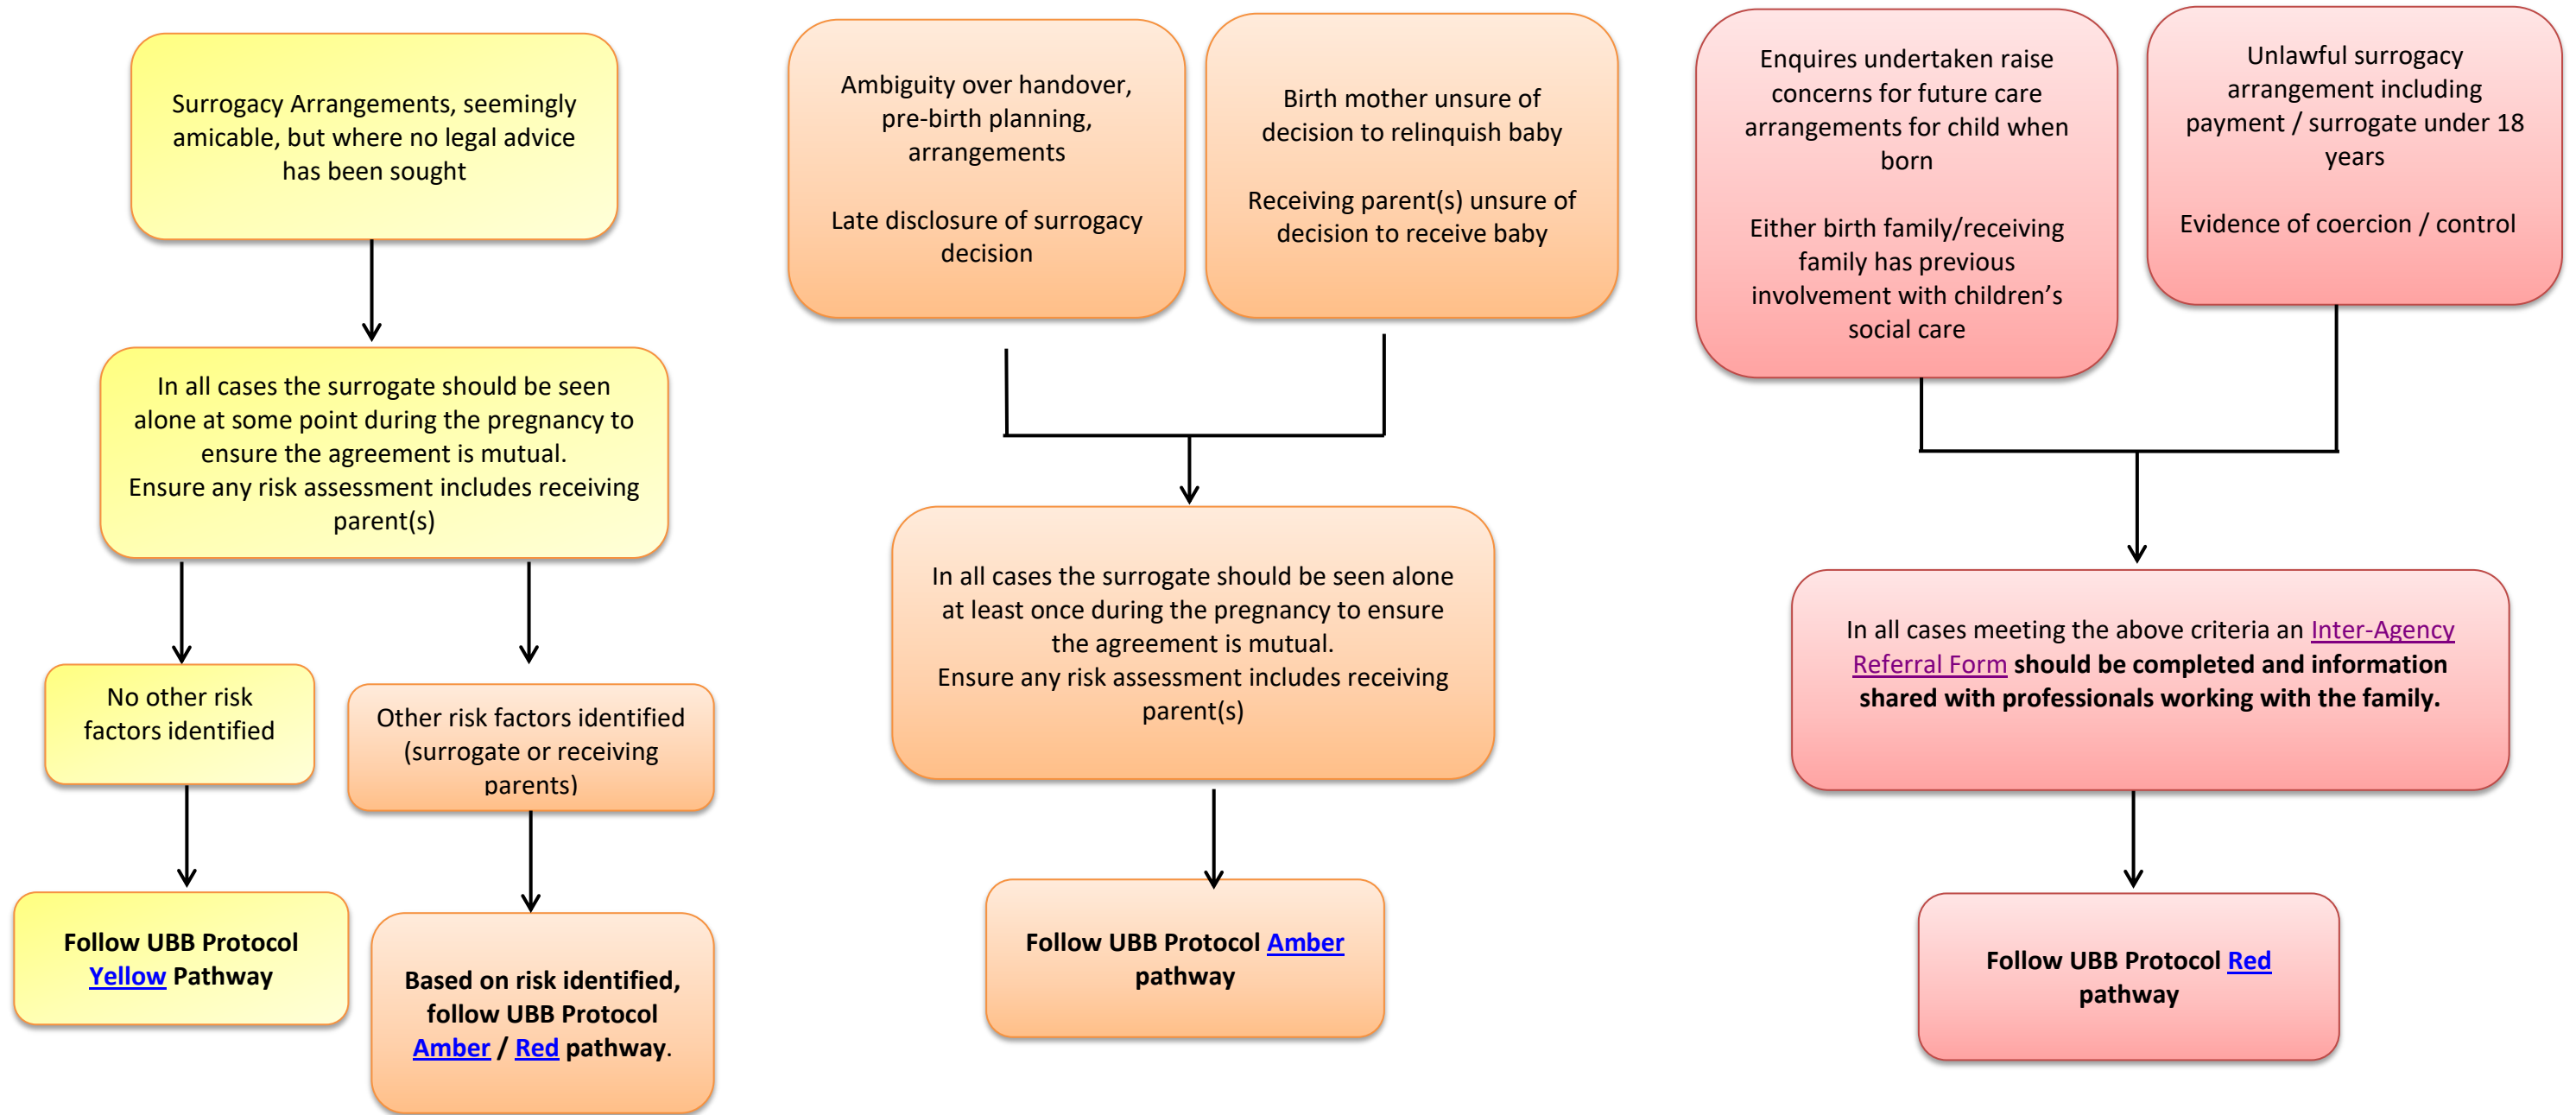 Surrogacy Arrangements, seemingly
amicable, but where no legal advice
has been sought
In all cases the surrogate should be seen
alone at some point during the pregnancy to
ensure the agreement is mutual.
Ensure any risk assessment includes receiving
parent(s)
No other risk
factors identified
Other risk factors identified
(surrogate or receiving
parents)
Follow UBB Protocol
Yellow Pathway
Based on risk identified,
follow UBB Protocol
Amber / Red pathway.
Ambiguity over handover,
pre-birth planning,
arrangements
Late disclosure of surrogacy
decision
Birth mother unsure of
decision to relinquish baby
Receiving parent(s) unsure of
decision to receive baby
In all cases the surrogate should be seen alone
at least once during the pregnancy to ensure
the agreement is mutual.
Ensure any risk assessment includes receiving
parent(s)
Follow UBB Protocol Amber
pathway
Enquires undertaken raise
concerns for future care
arrangements for child when
born
Either birth family/receiving
family has previous
involvement with children’s
social care
Unlawful surrogacy
arrangement including
payment / surrogate under 18
years
Evidence of coercion / control
In all cases meeting the above criteria an Inter-Agency
Referral Form should be completed and information
shared with professionals working with the family.
Follow UBB Protocol Red
pathway